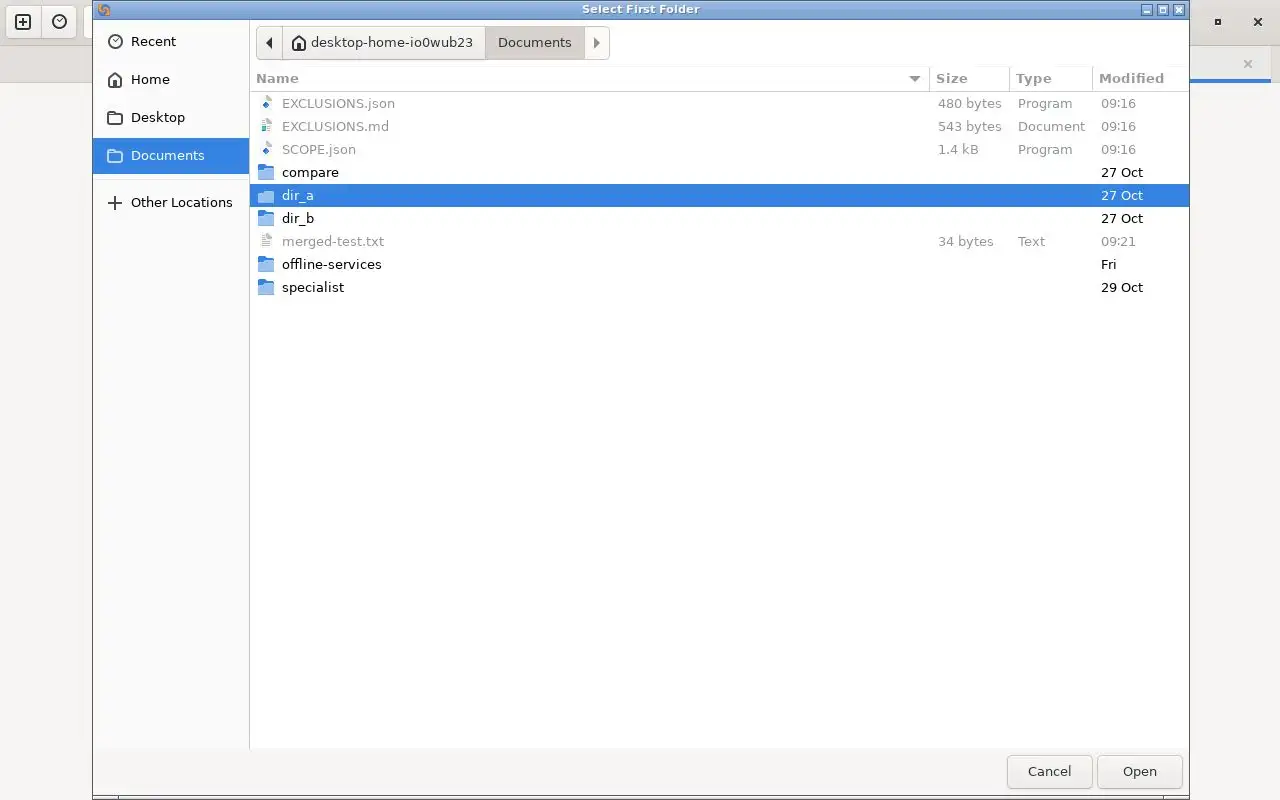 Select First Folder
Recent
Home
Desktop
Documents
Other Locations
desktop-home-io0wub23 Documents
Name Size Type Modified
EXCLUSIONS.json 480 bytes Program 09:16
EXCLUSIONS.md 543 bytes Document 09:16
SCOPE.json 1.4 kB Program 09:16
compare 27 Oct
dir_a 27 Oct
dir_b 27 Oct
merged-test.txt 34 bytes Text 09:21
offline-services Fri
specialist 29 Oct
Cancel Open